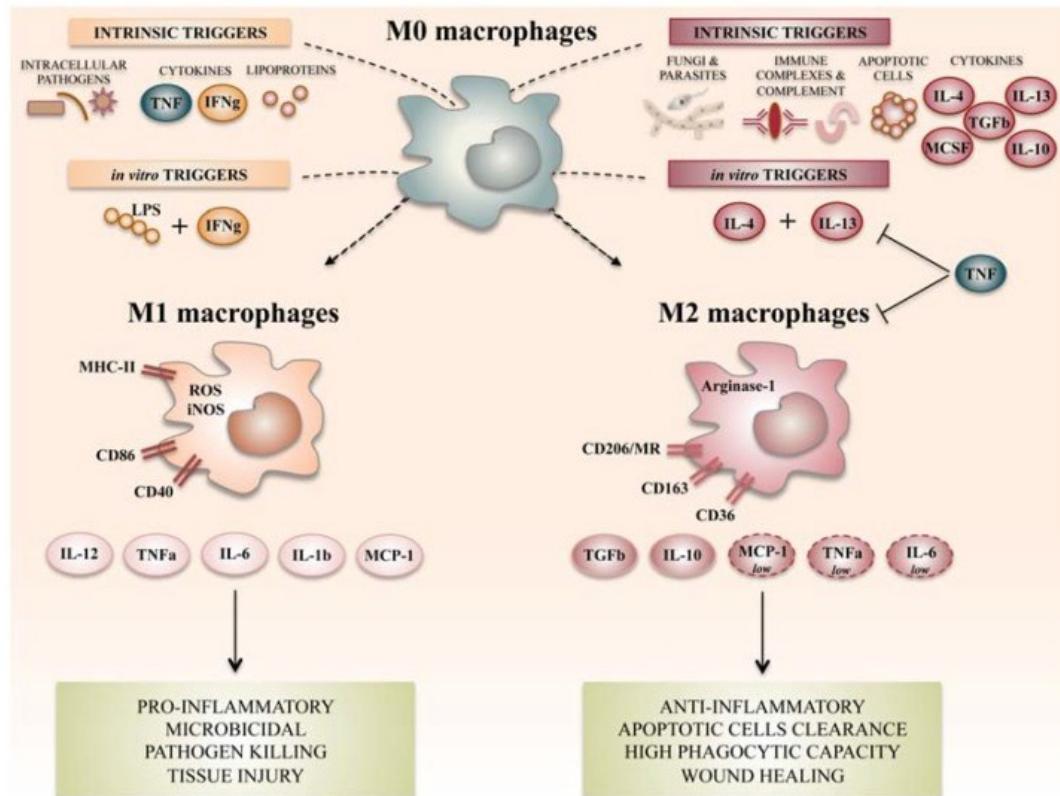 M0 macrophages
INTRINSIC TRIGGERS
INTRACELLULAR
PATHOGENS
CYTOKINES
LIPOPROTEINS
TNF
IFNg
in vitro TRIGGERS
LPS
+
IFNg
INTRINSIC TRIGGERS
FUNGI &
PARASITES
IMMUNE
COMPLEXES &
COMPLEMENT
APOPTOTIC
CELLS
CYTOKINES
IL-4
IL-13
TGFb
MCSF
IL-10
in vitro TRIGGERS
IL-4
+
IL-13
TNF
M1 macrophages
MHC-II
ROS
iNOS
CD86
CD40
IL-12
TNFa
IL-6
IL-1b
MCP-1
PRO-INFLAMMATORY
MICROBICIDAL
PATHOGEN KILLING
TISSUE INJURY
M2 macrophages
Arginase-1
CD206/MR
CD163
CD36
TGFb
IL-10
MCP-1
low
TNFa
low
IL-6
low
ANTI-INFLAMMATORY
APOPTOTIC CELLS CLEARANCE
HIGH PHAGOCYTIC CAPACITY
WOUND HEALING